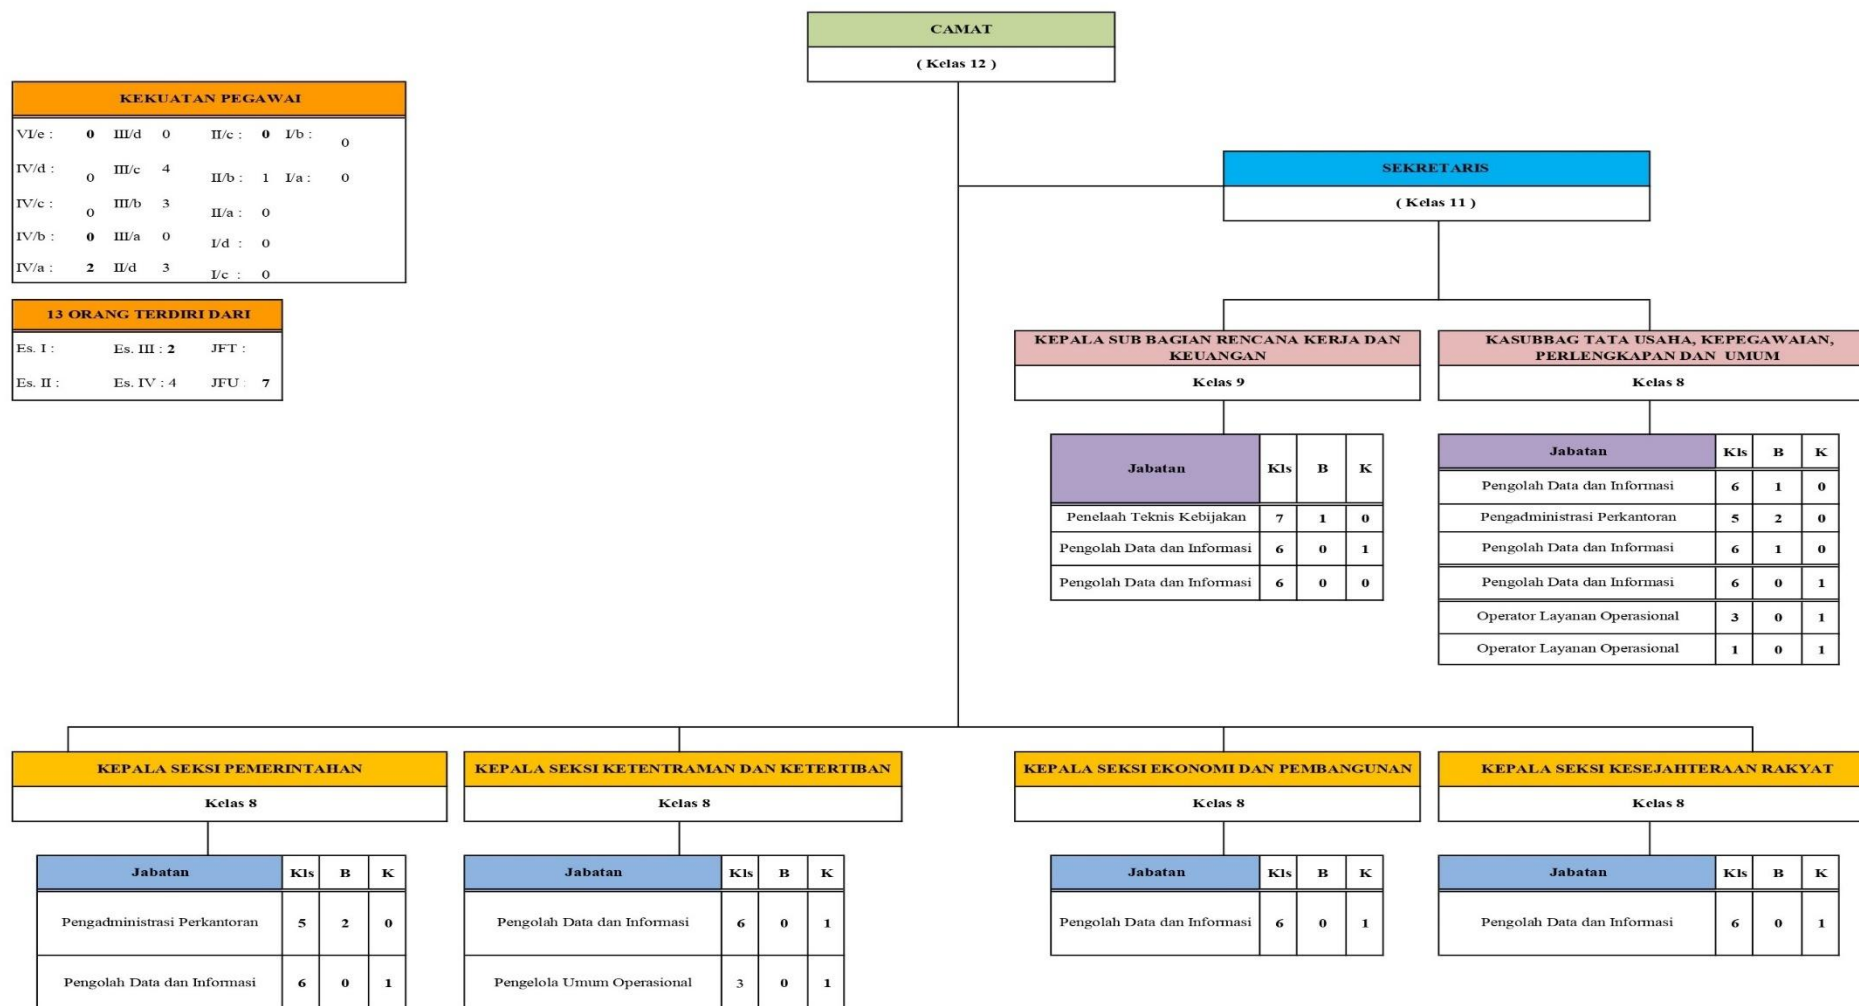 CAMAT
( Kelas 12 )
KEKUATAN PEGAWAI
VI/e : 0 III/d 0 II/c : 0 I/b : 0
IV/d : 0 III/c 4 II/b : 1 I/a : 0
IV/c : 0 III/b 3 II/a : 0
IV/b : 0 III/a 0 I/d : 0
IV/a : 2 II/d 3 I/c : 0
13 ORANG TERDIRI DARI
Es. I : Es. III : 2 JFT :
Es. II : Es. IV : 4 JFU : 7
SEKRETARIS
( Kelas 11 )
KEPALA SUB BAGIAN RENCANA KERJA DAN
KEUANGAN
Kelas 9
Jabatan Kls B K
Penelaah Teknis Kebijakan 7 1 0
Pengolah Data dan Informasi 6 0 1
Pengolah Data dan Informasi 6 0 0
KASUBBAG TATA USAHA, KEPEGAWAIAN,
PERLENGKAPAN DAN UMUM
Kelas 8
Jabatan Kls B K
Pengolah Data dan Informasi 6 1 0
Pengadministrasi Perkantoran 5 2 0
Pengolah Data dan Informasi 6 1 0
Pengolah Data dan Informasi 6 0 1
Operator Layanan Operasional 3 0 1
Operator Layanan Operasional 1 0 1
KEPALA SEKSI PEMERINTAHAN
Kelas 8
Jabatan Kls B K
Pengadministrasi Perkantoran 5 2 0
Pengolah Data dan Informasi 6 0 1
KEPALA SEKSI KETENTRAMAN DAN KETERTIBAN
Kelas 8
Jabatan Kls B K
Pengolah Data dan Informasi 6 0 1
Pengelola Umum Operasional 3 0 1
KEPALA SEKSI EKONOMI DAN PEMBANGUNAN
Kelas 8
Jabatan Kls B K
Pengolah Data dan Informasi 6 0 1
KEPALA SEKSI KESEJAHTERAAN RAKYAT
Kelas 8
Jabatan Kls B K
Pengolah Data dan Informasi 6 0 1